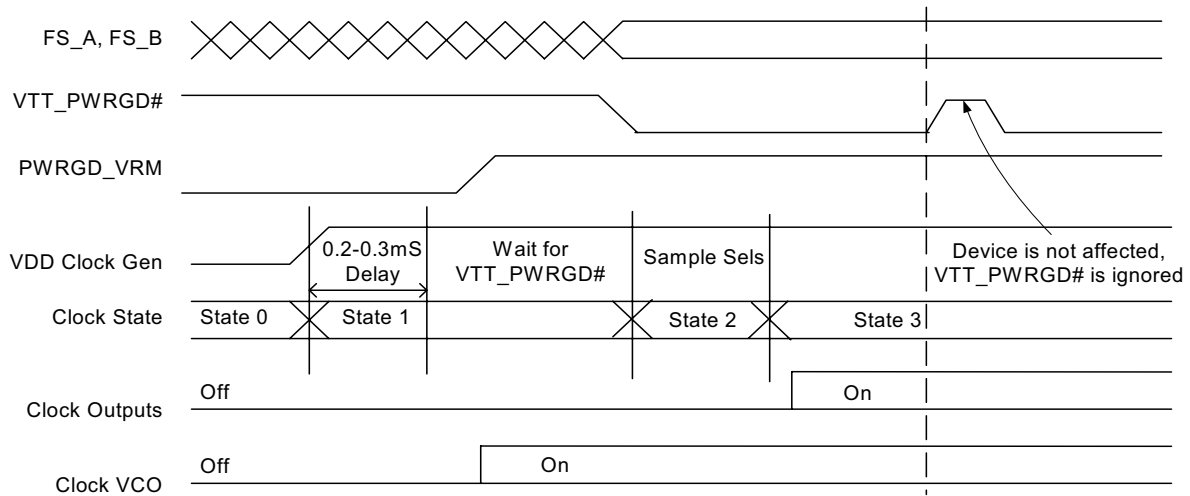 FS_A, FS_B
VTT_PWRGD#
PWRGD_VRM
VDD Clock Gen
0.2-0.3mS
Delay
Wait for
VTT_PWRGD#
Sample Sels
Device is not affected,
VTT_PWRGD# is ignored
Clock State
State 0
State 1
State 2
State 3
Clock Outputs
Off
On
Clock VCO
Off
On